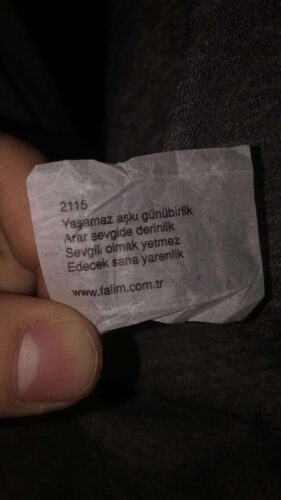 2115
Yaşamaz aşkı günübirlik
Arar sevgide derinlik
Sevgili olmak yetmez
Edecek sana yarenlik
www.falim.com.tr